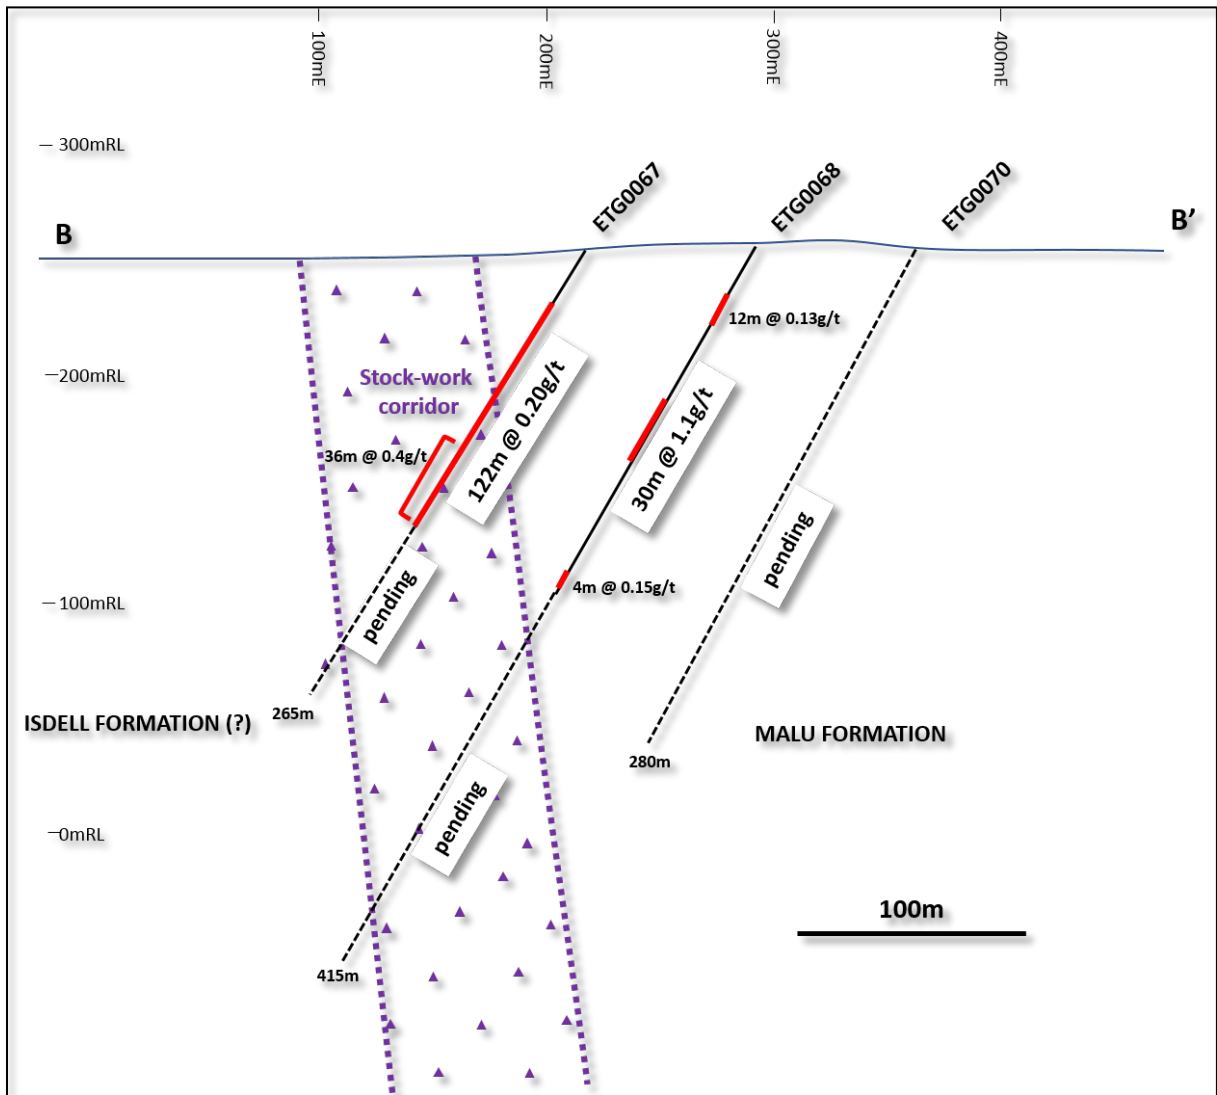 100mE
200mE
300mE
400mE
300mRL
ETG0067
ETG0068
ETG0070
B
B’
12m @ 0.13g/t
200mRL
Stock-work
corridor
122m @ 0.20g/t
30m @ 1.1g/t
36m @ 0.4g/t
pending
4m @ 0.15g/t
100mRL
pending
265m
ISDELL FORMATION (?)
MALU FORMATION
280m
pending
0mRL
100m
415m